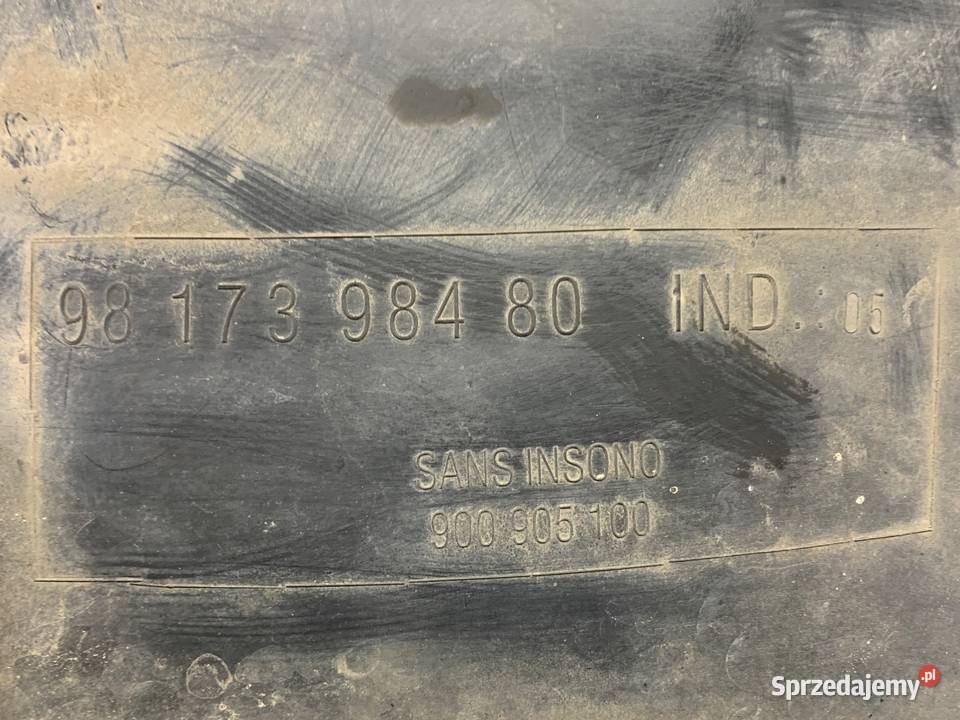 98 173 984 80 IND.: 05
SANS INSONO
900 905 100
Sprzedajemy.pl